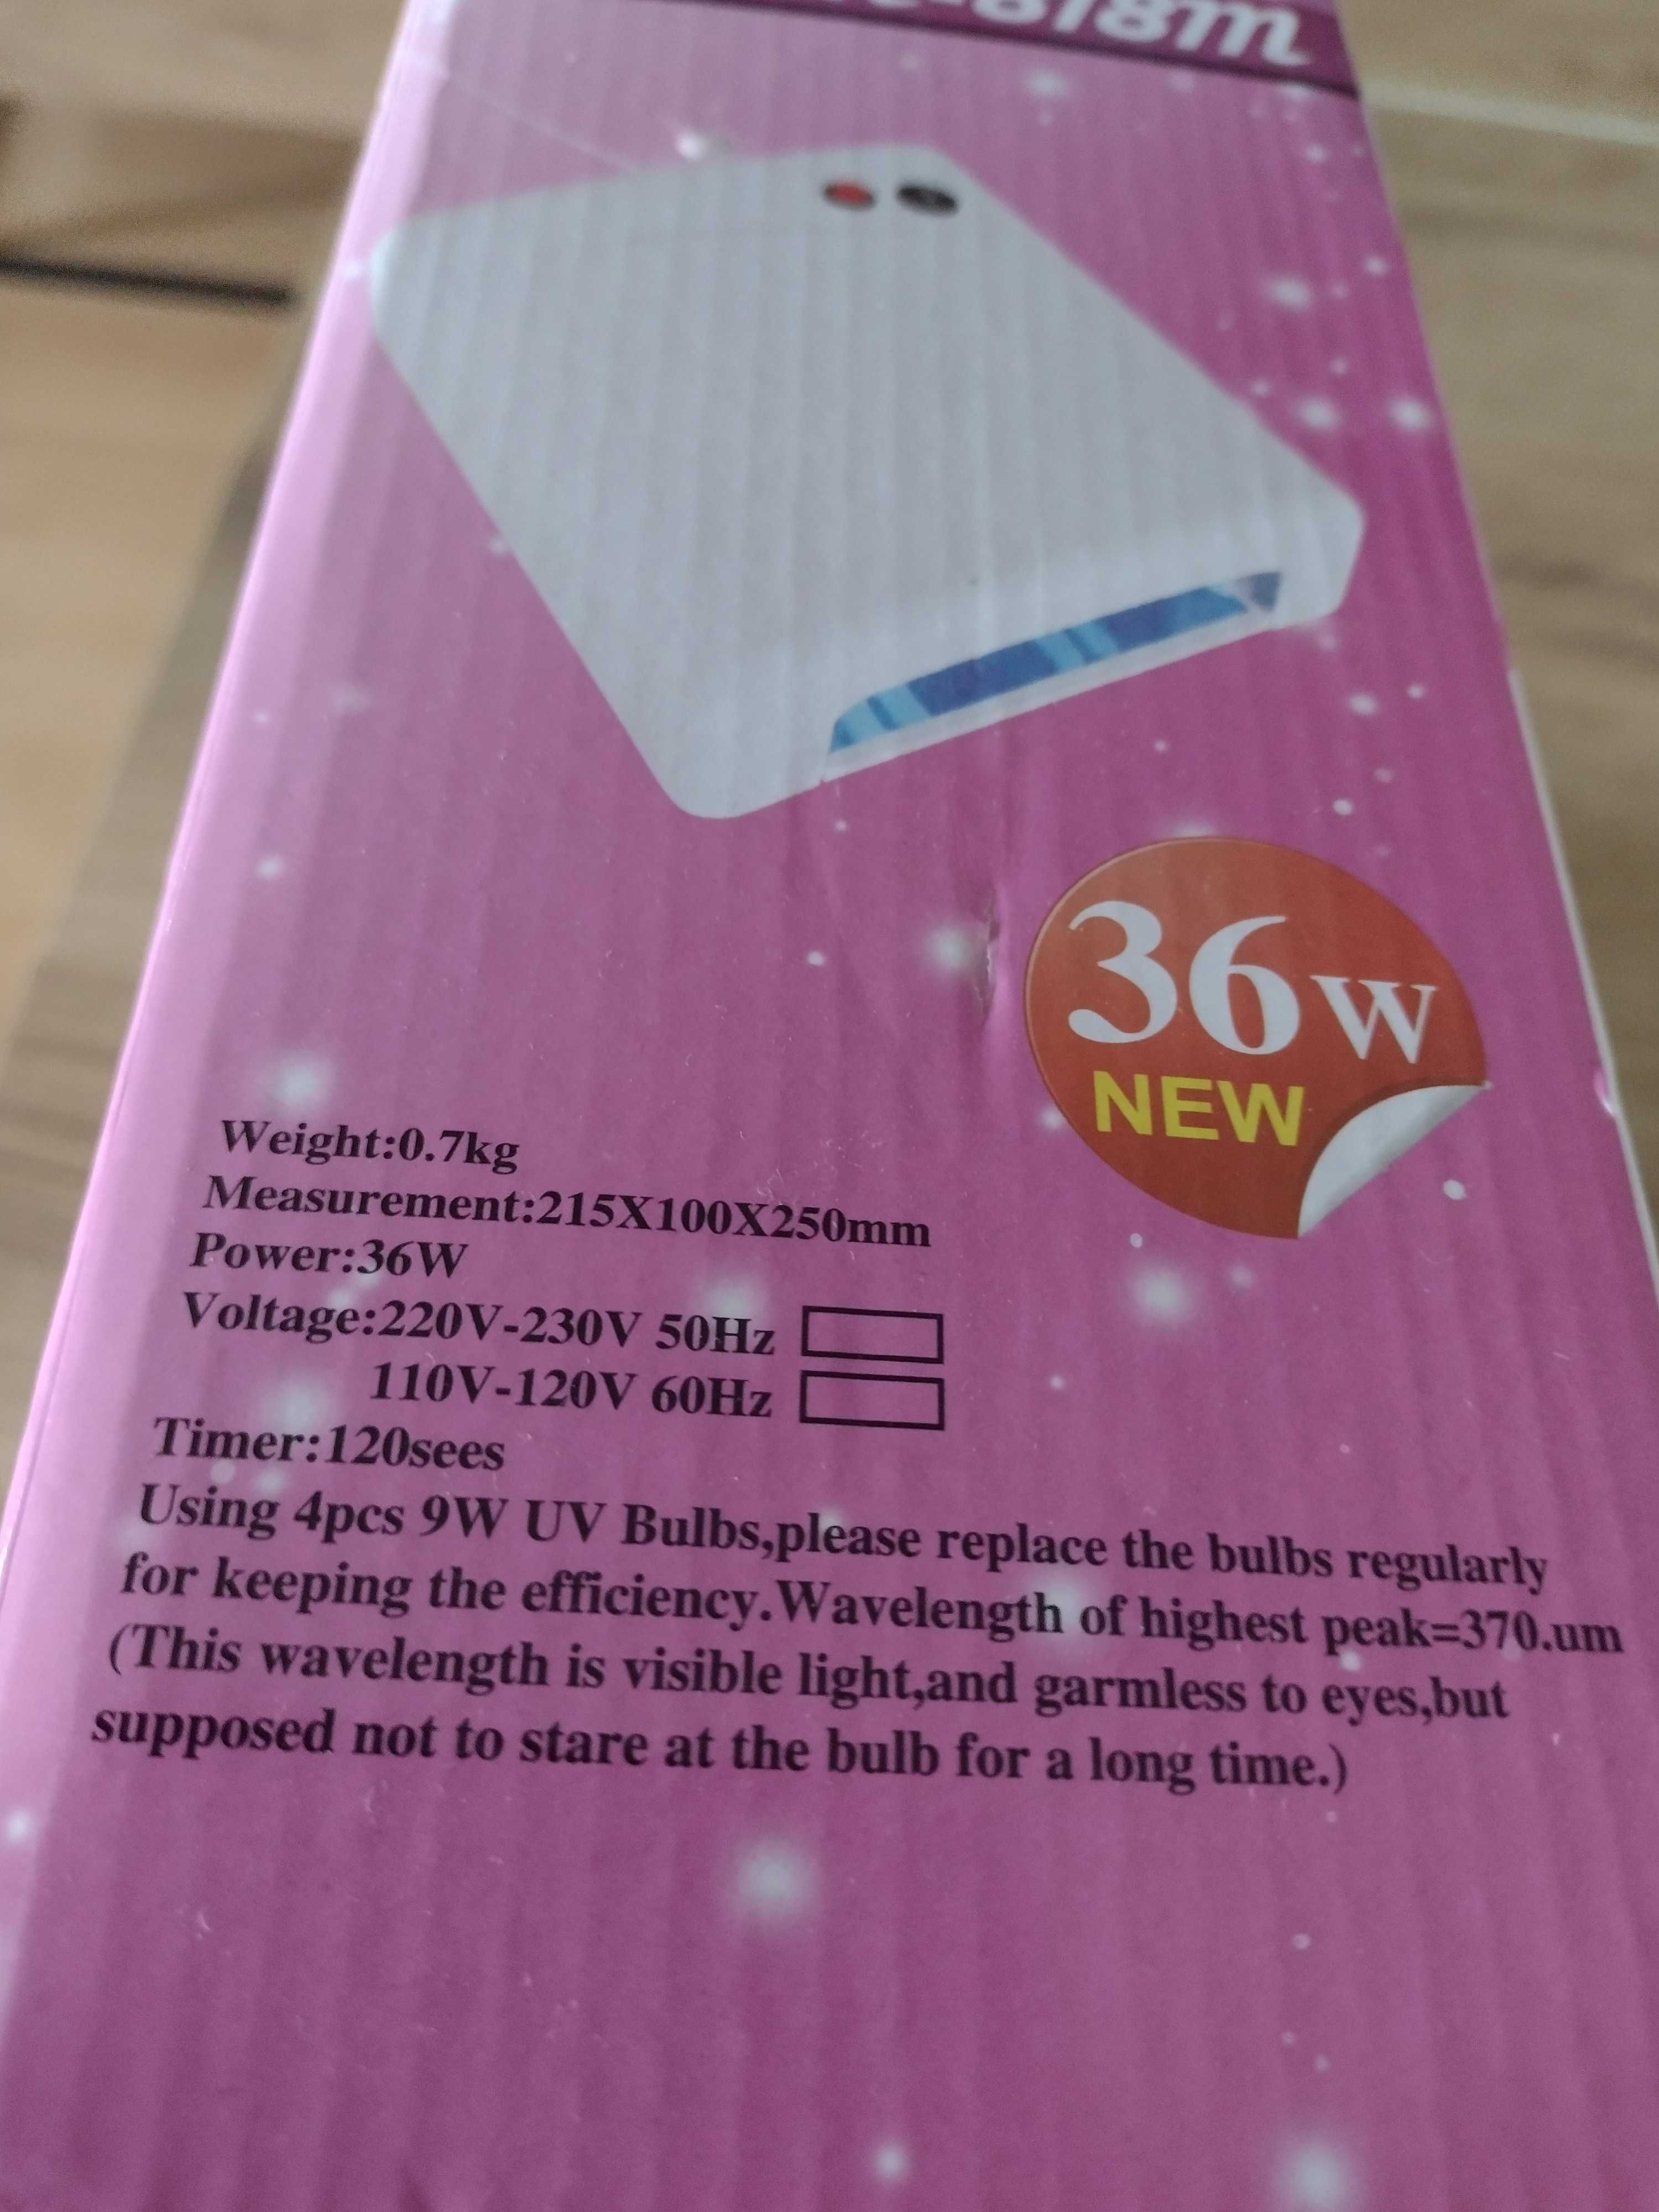 36W
NEW
Weight:0.7kg
Measurement:215X100X250mm
Power:36W
Voltage:220V-230V 50Hz
110V-120V 60Hz
Timer:120sees
Using 4pcs 9W UV Bulbs,please replace the bulbs regularly
for keeping the efficiency.Wavelength of highest peak=370.um
(This wavelength is visible light,and garmless to eyes,but
supposed not to stare at the bulb for a long time.)